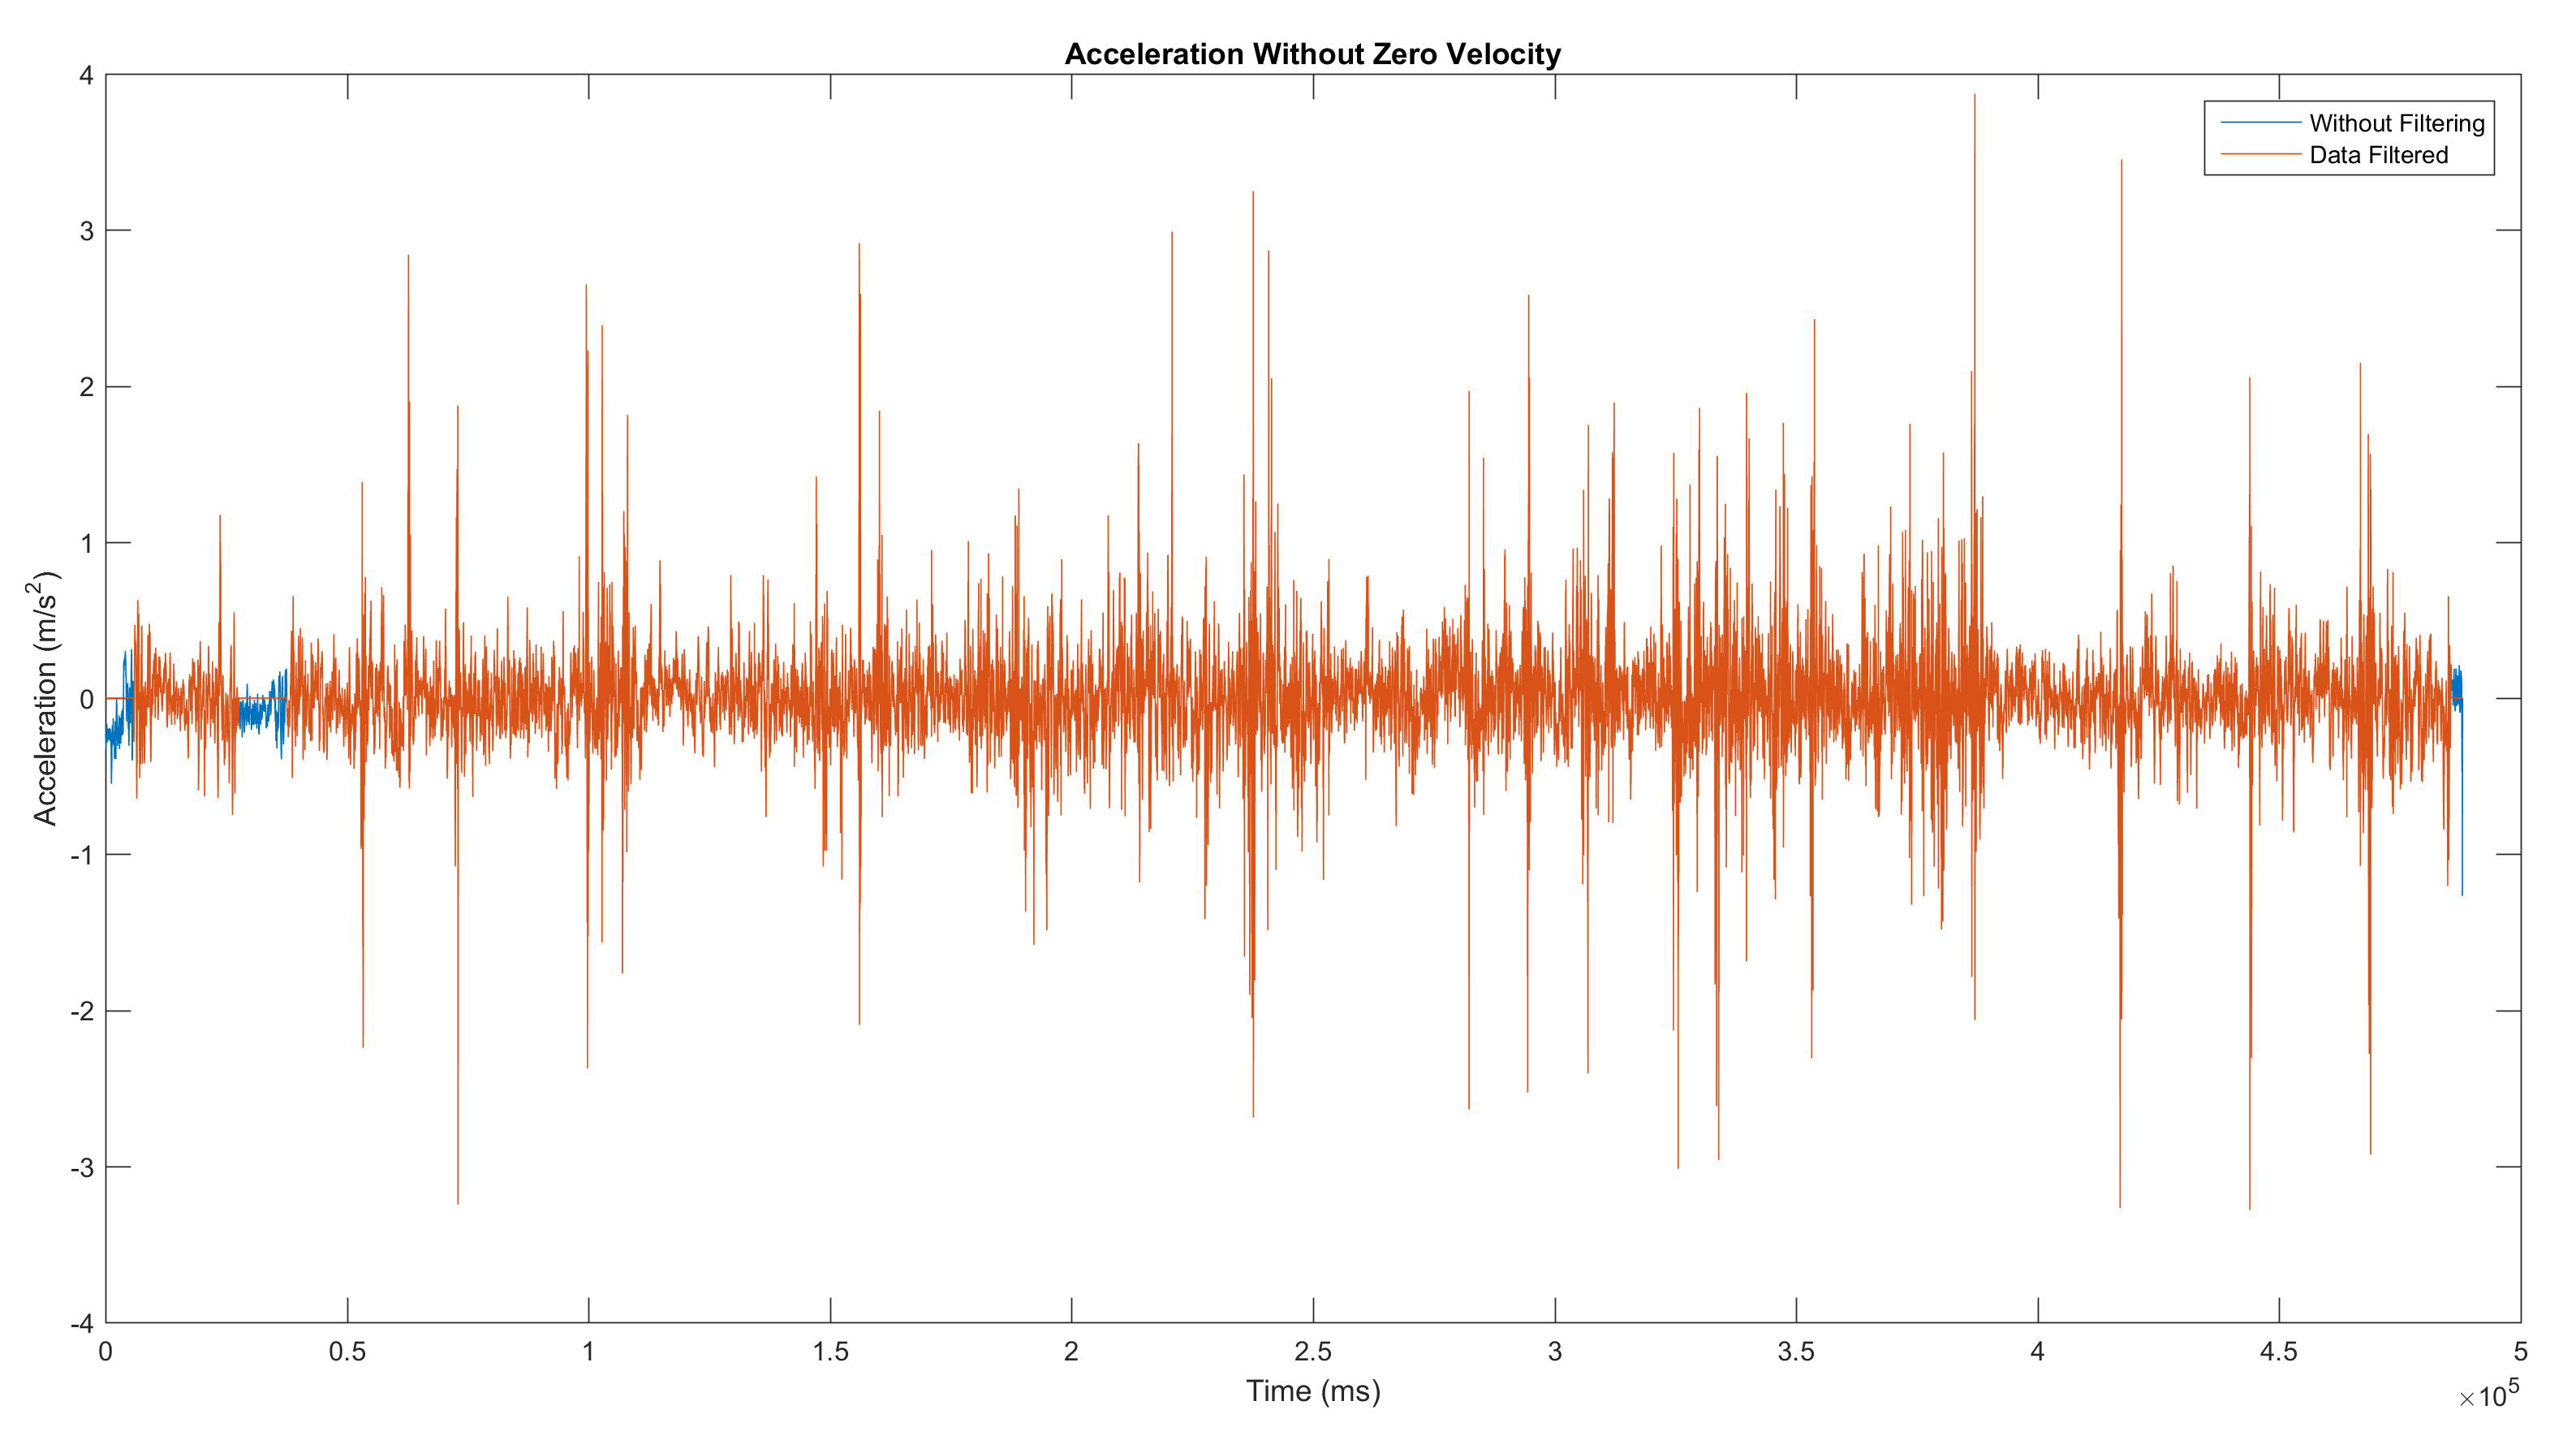 Acceleration Without Zero Velocity
Without Filtering
Data Filtered
4
3
2
1
0
-1
-2
-3
-4
Acceleration (m/s²)
0 0.5 1 1.5 2 2.5 3 3.5 4 4.5 5
Time (ms)
×10⁵